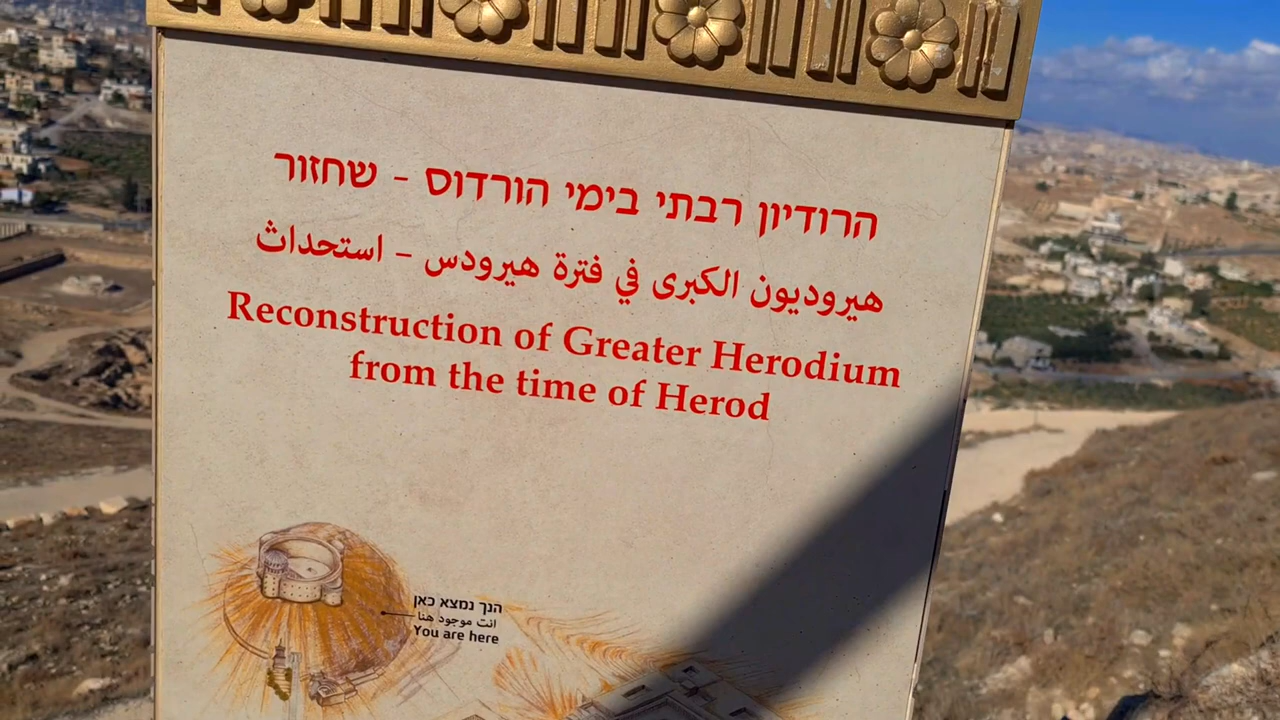 הרודיון רבתי בימי הורדוס - שחזור
هيروديون الكبرى في فترة هيرودس - استحداث
Reconstruction of Greater Herodium
from the time of Herod
הנך נמצא כאן
انت موجود هنا
You are here